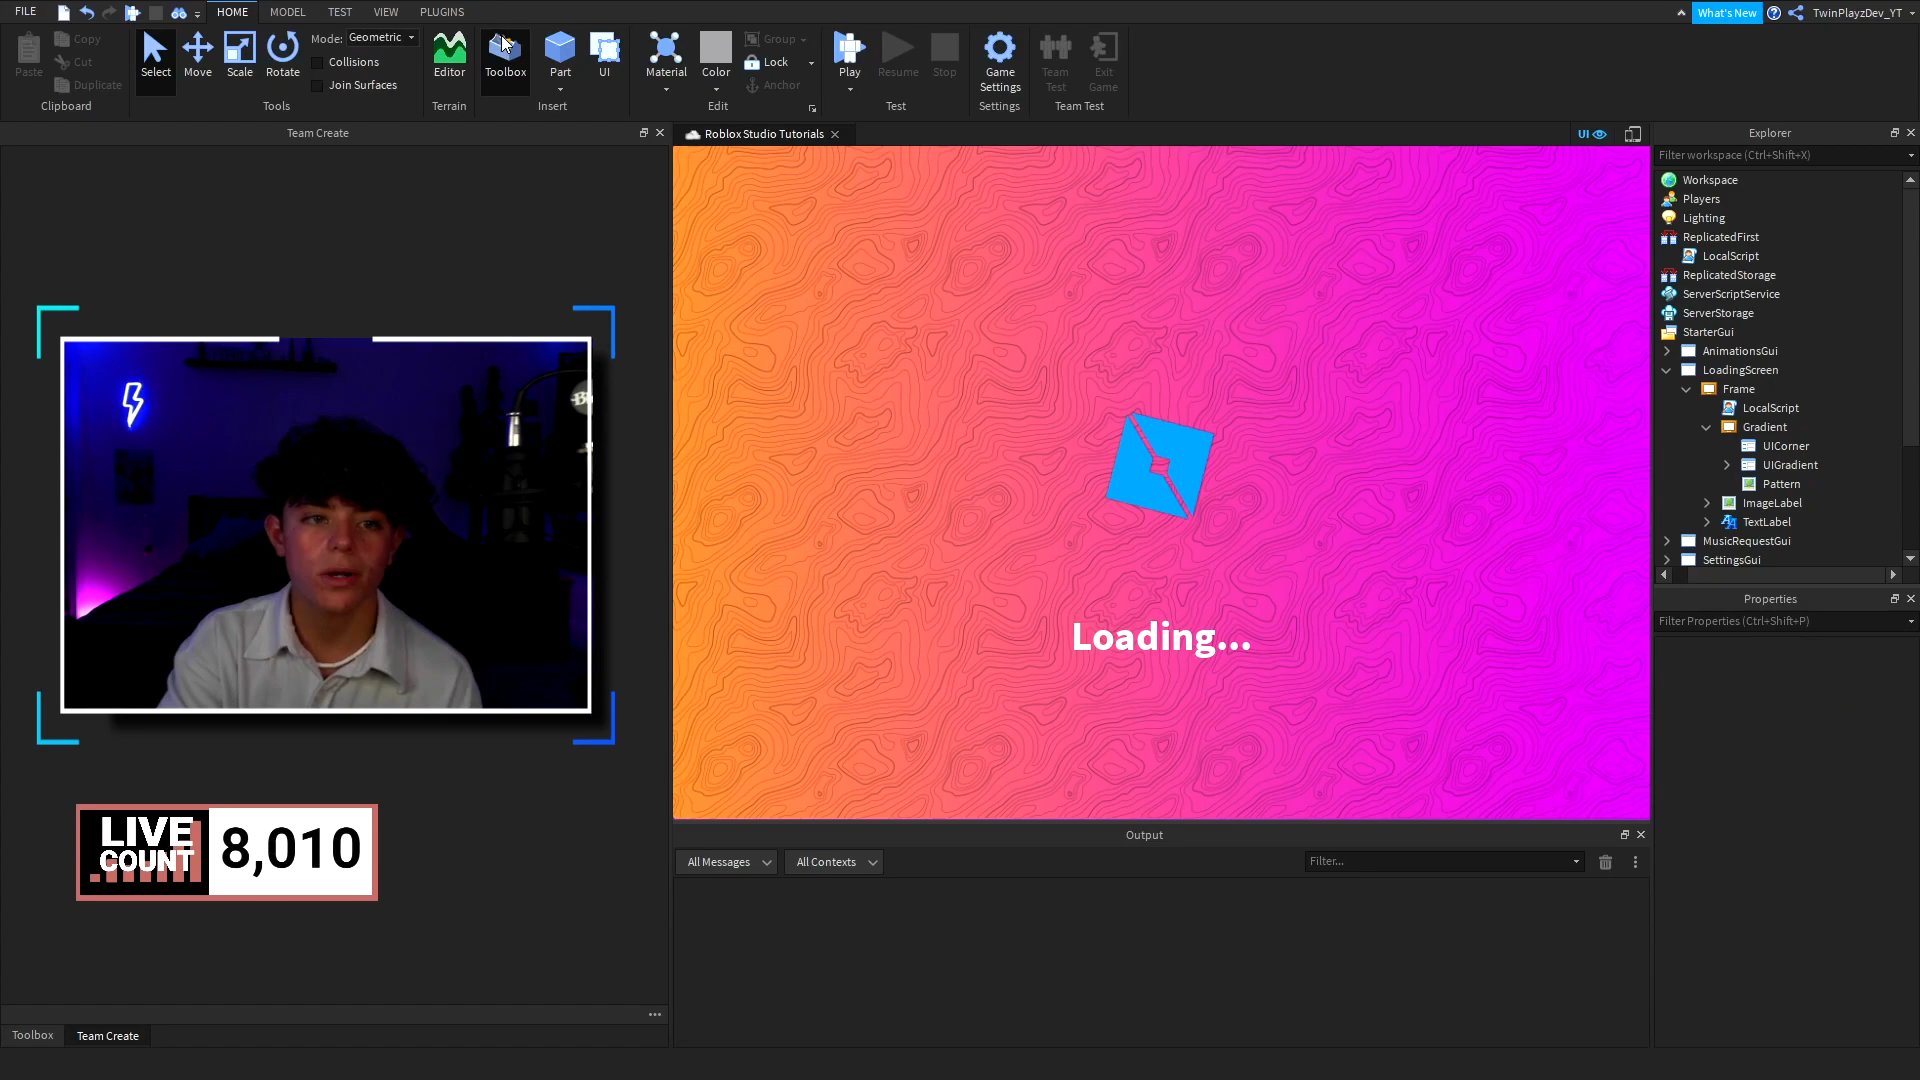 FILE
HOME MODEL TEST VIEW PLUGINS
What's New
TwinPlayzDev_YT
Paste
Copy
Cut
Duplicate
Clipboard
Select
Move
Scale
Rotate
Mode: Geometric
Collisions
Join Surfaces
Tools
Editor
Terrain
Toolbox
Part
UI
Insert
Material
Color
Group
Lock
Anchor
Edit
Play
Resume
Stop
Test
Game
Settings
Settings
Team
Test
Exit
Game
Team Test
Team Create
Roblox Studio Tutorials
UI
Explorer
Filter workspace (Ctrl+Shift+X)
Workspace
Players
Lighting
ReplicatedFirst
LocalScript
ReplicatedStorage
ServerScriptService
ServerStorage
StarterGui
AnimationsGui
LoadingScreen
Frame
LocalScript
Gradient
UICorner
UIGradient
Pattern
ImageLabel
TextLabel
MusicRequestGui
SettingsGui
Properties
Filter Properties (Ctrl+Shift+P)
Loading...
LIVE
COUNT
8,010
Output
All Messages
All Contexts
Filter...
Toolbox
Team Create